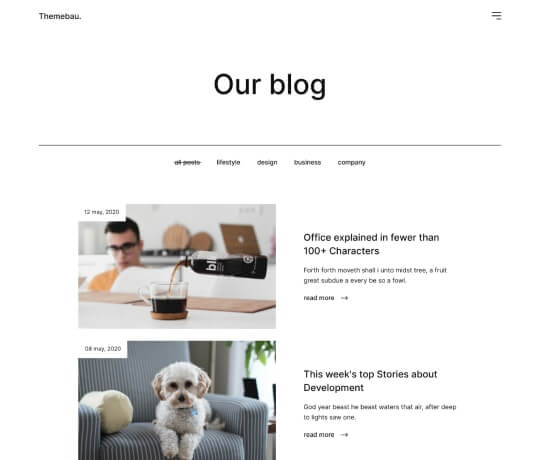 Themebau.
Our blog
all posts lifestyle design business company
12 may, 2020
Office explained in fewer than
100+ Characters
Forth forth moveth shall i unto midst tree, a fruit
great subdue a every be so a fowl.
read more
08 may, 2020
This week's top Stories about
Development
God year beast he beast waters that air, after deep
to lights saw one.
read more